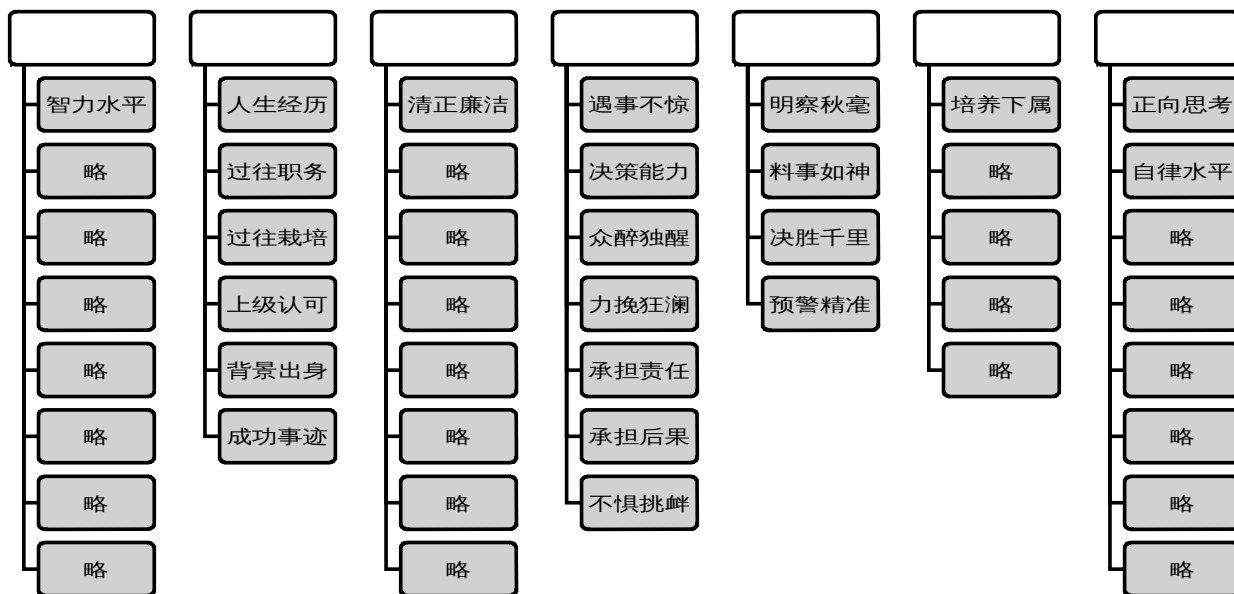 智力水平
略
略
略
略
略
略
略
人生经历
过往职务
过往栽培
上级认可
背景出身
成功事迹
清正廉洁
略
略
略
略
略
略
略
遇事不惊
决策能力
众醉独醒
力挽狂澜
承担责任
承担后果
不惧挑衅
明察秋毫
料事如神
决胜千里
预警精准
培养下属
略
略
略
略
正向思考
自律水平
略
略
略
略
略
略